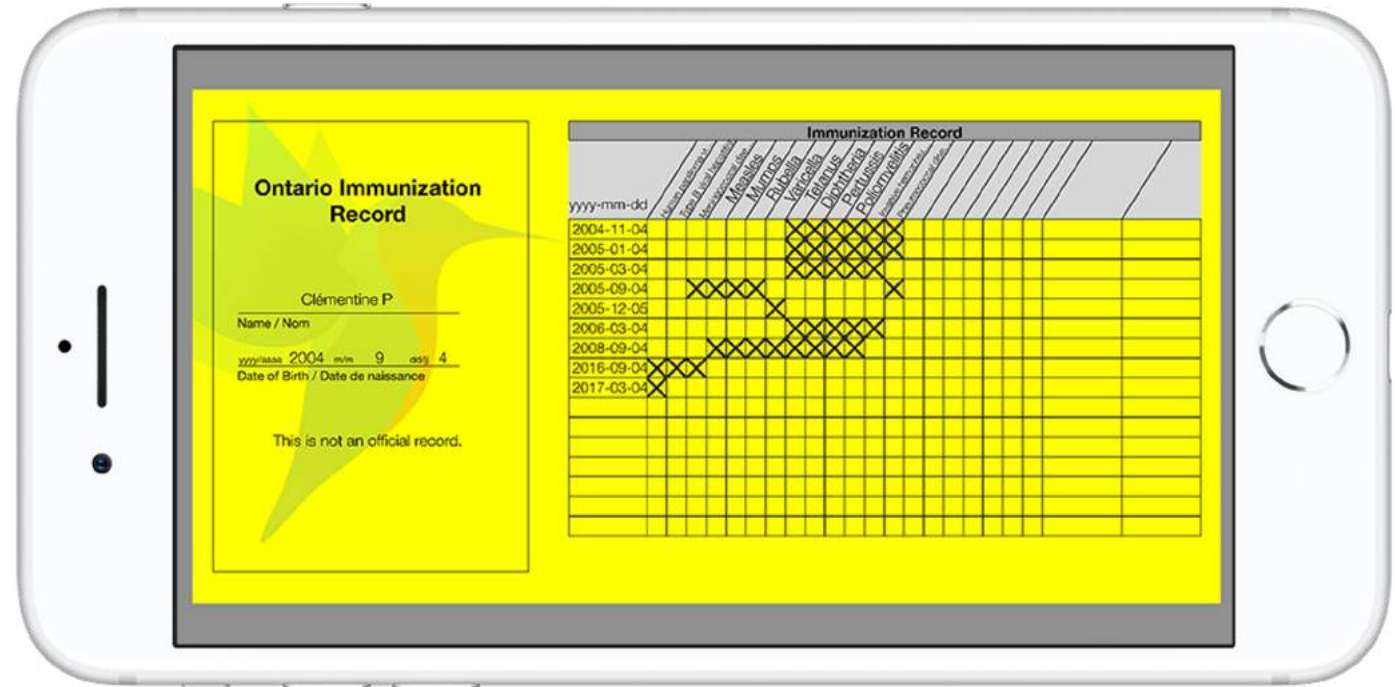 Ontario Immunization
Record
Clémentine P
Name / Nom
yyyy/aaaa 2004 m/m 9 dd/jj 4
Date of Birth / Date de naissance
This is not an official record.
Immunization Record
yyyy-mm-dd
Measles
Mumps
Rubella
Varicella
Tetanus
Diphtheria
Pertussis
Poliomyelitis
2004-11-04
2005-01-04
2005-03-04
2005-09-04
2005-12-05
2006-03-04
2008-09-04
2016-09-04
2017-03-04